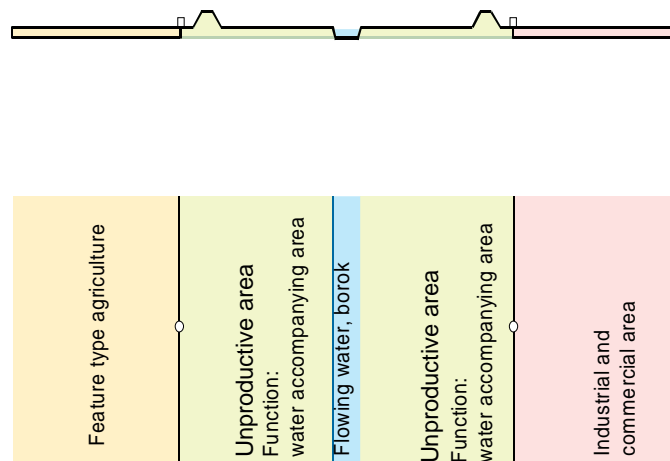 Feature type agriculture
Unproductive area
Function:
water accompanying area
Flowing water, borok
Unproductive area
Function:
water accompanying area
Industrial and
commercial area